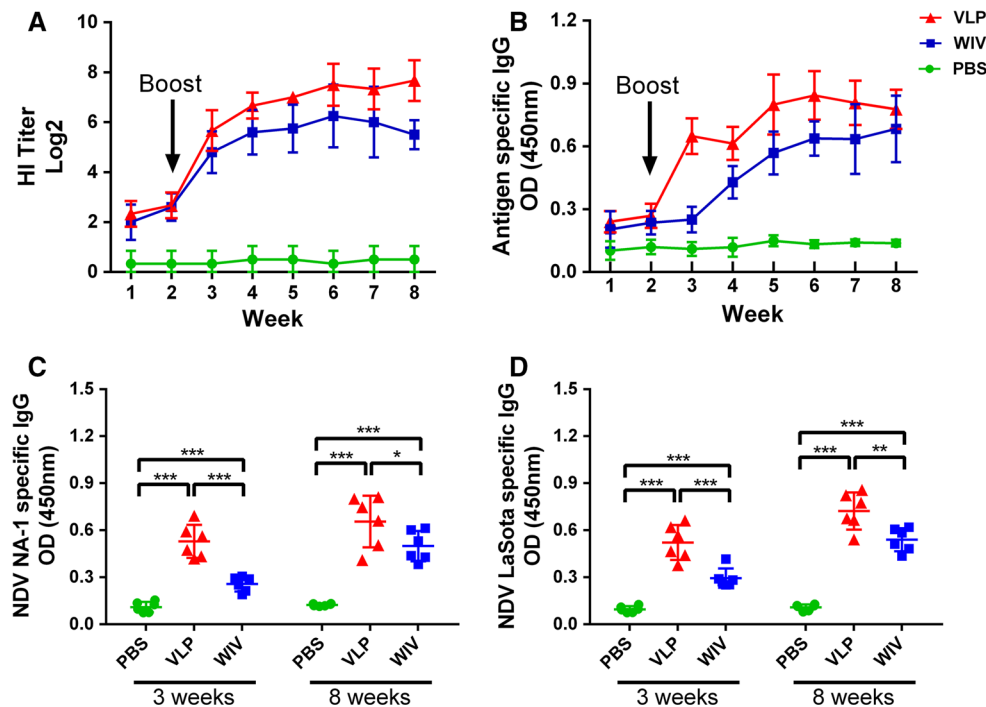 A
HI Titer
Log2
10
8
6
4
2
0
Boost
1 2 3 4 5 6 7 8
Week
B
Antigen specific IgG
OD (450nm)
1.2
0.9
0.6
0.3
0.0
Boost
1 2 3 4 5 6 7 8
Week
VLP
WIV
PBS
C
NDV NA-1 specific IgG
OD (450nm)
1.5
1.2
0.9
0.6
0.3
0.0
***
*** ***
***
*** *
PBS VLP WIV PBS VLP WIV
3 weeks 8 weeks
D
NDV LaSota specific IgG
OD (450nm)
1.5
1.2
0.9
0.6
0.3
0.0
***
*** ***
***
*** **
PBS VLP WIV PBS VLP WIV
3 weeks 8 weeks